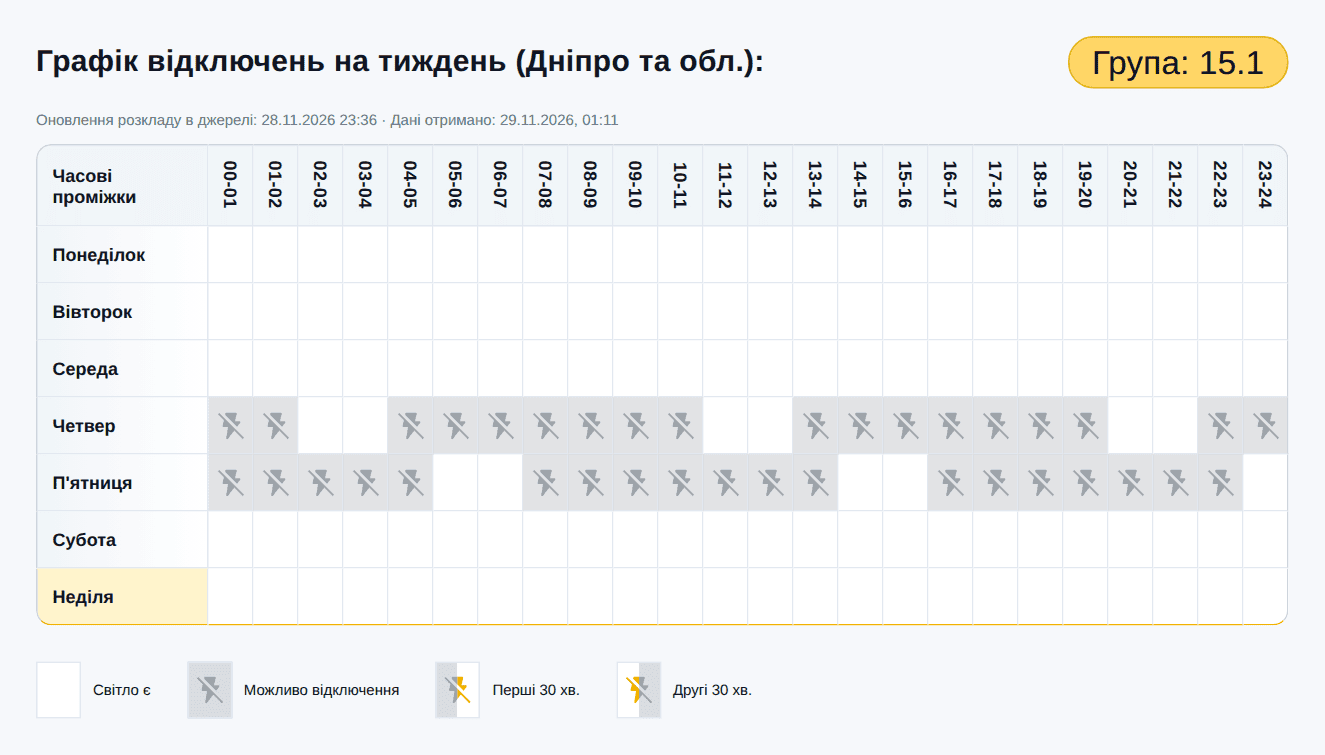 Графік відключень на тиждень (Дніпро та обл.):
Група: 15.1
Оновлення розкладу в джерелі: 28.11.2026 23:36 · Дані отримано: 29.11.2026, 01:11
Часові
проміжки
00-01
01-02
02-03
03-04
04-05
05-06
06-07
07-08
08-09
09-10
10-11
11-12
12-13
13-14
14-15
15-16
16-17
17-18
18-19
19-20
20-21
21-22
22-23
23-24
Понеділок
Вівторок
Середа
Четвер
П'ятниця
Субота
Неділя
Світло є
Можливо відключення
Перші 30 хв.
Другі 30 хв.